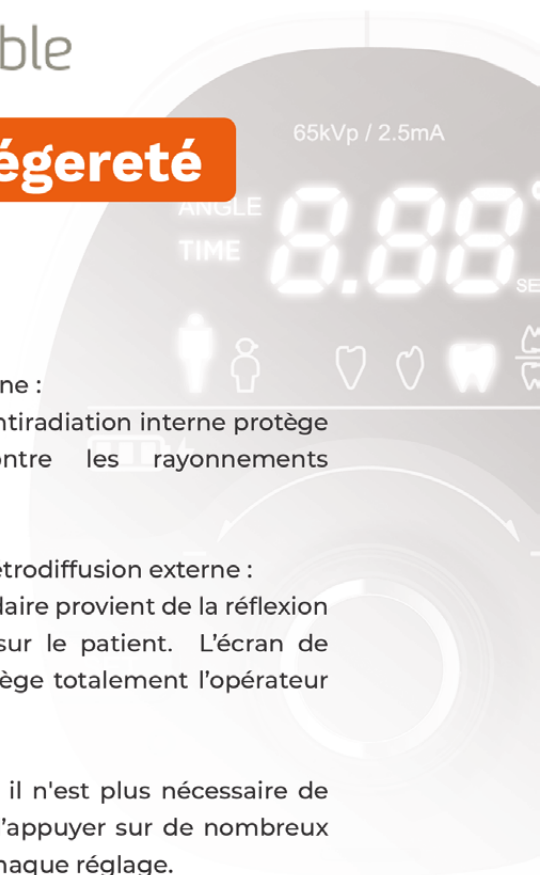 ble
égereté
65kVp / 2.5mA
ANGLE
8.88°
TIME
SE
ne :
ntiradiation interne protège
ontre les rayonnements
étrodiffusion externe :
daire provient de la réflexion
sur le patient. L’écran de
ège totalement l’opérateur
il n'est plus nécessaire de
’appuyer sur de nombreux
haque réglage.